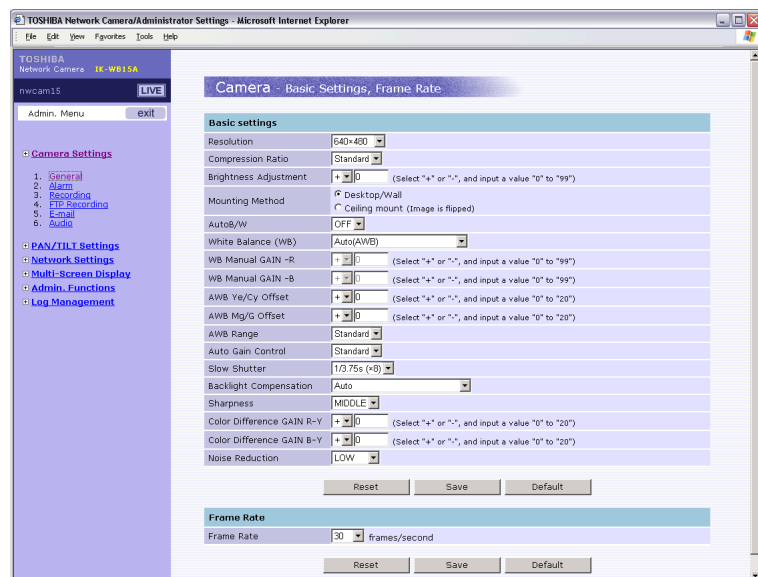 TOSHIBA Network Camera/Administrator Settings - Microsoft Internet Explorer
File Edit View Favorites Tools Help
TOSHIBA
Network Camera IK-WB15A
nwcam15 LIVE
Admin. Menu exit
Camera Settings
1. General
2. Alarm
3. Recording
4. FTP Recording
5. E-mail
6. Audio
PAN/TILT Settings
Network Settings
Multi-Screen Display
Admin. Functions
Log Management
Camera - Basic Settings, Frame Rate
Basic settings
Resolution 640×480
Compression Ratio Standard
Brightness Adjustment + 0 (Select "+" or "-", and input a value "0" to "99")
Mounting Method Desktop/Wall
Ceiling mount (Image is flipped)
AutoB/W OFF
White Balance (WB) Auto(AWB)
WB Manual GAIN -R + 0 (Select "+" or "-", and input a value "0" to "99")
WB Manual GAIN -B + 0 (Select "+" or "-", and input a value "0" to "99")
AWB Ye/Cy Offset + 0 (Select "+" or "-", and input a value "0" to "20")
AWB Mg/G Offset + 0 (Select "+" or "-", and input a value "0" to "20")
AWB Range Standard
Auto Gain Control Standard
Slow Shutter 1/3.75s (×8)
Backlight Compensation Auto
Sharpness MIDDLE
Color Difference GAIN R-Y + 0 (Select "+" or "-", and input a value "0" to "20")
Color Difference GAIN B-Y + 0 (Select "+" or "-", and input a value "0" to "20")
Noise Reduction LOW
Reset Save Default
Frame Rate
Frame Rate 30 frames/second
Reset Save Default